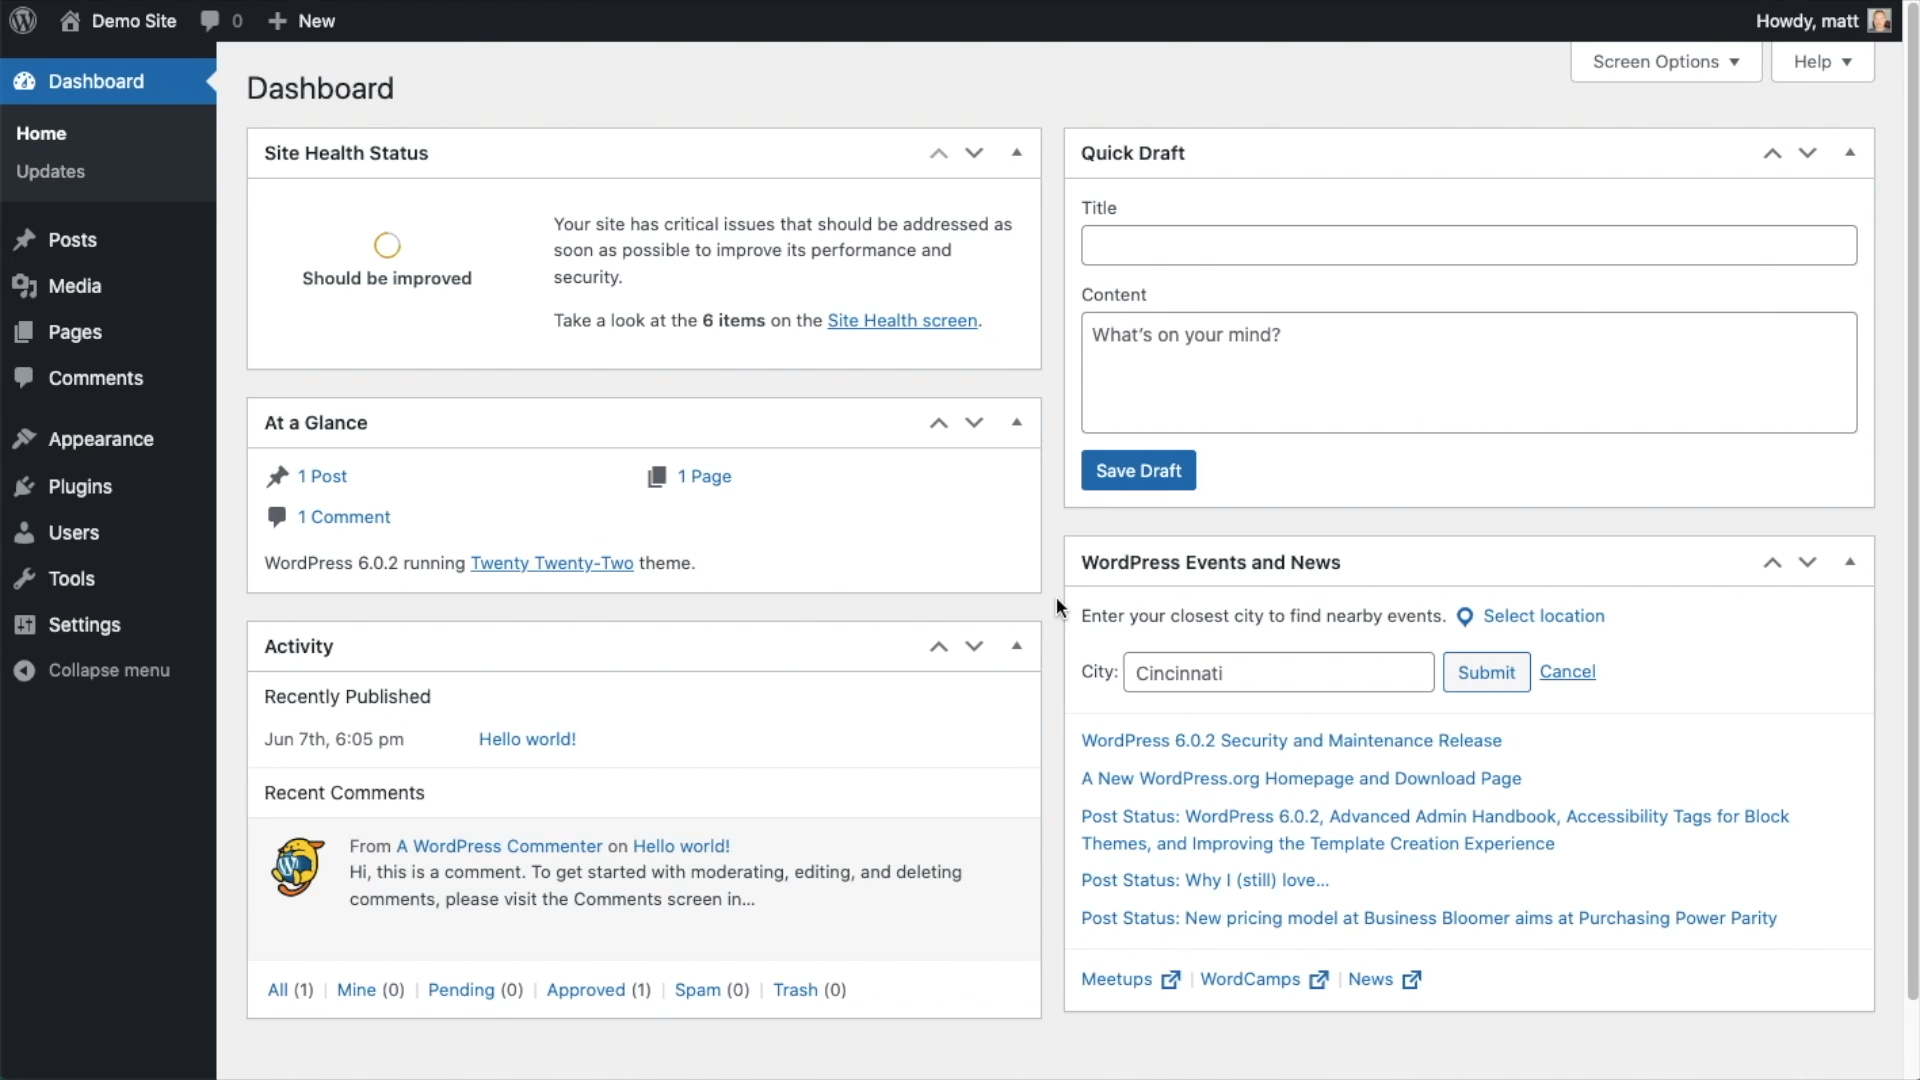 Demo Site
0
New
Howdy, matt
Dashboard
Home
Updates
Posts
Media
Pages
Comments
Appearance
Plugins
Users
Tools
Settings
Collapse menu
Screen Options
Help
Dashboard
Site Health Status
Should be improved
Your site has critical issues that should be addressed as
soon as possible to improve its performance and
security.
Take a look at the 6 items on the Site Health screen.
At a Glance
1 Post
1 Page
1 Comment
WordPress 6.0.2 running Twenty Twenty-Two theme.
Activity
Recently Published
Jun 7th, 6:05 pm
Hello world!
Recent Comments
From A WordPress Commenter on Hello world!
Hi, this is a comment. To get started with moderating, editing, and deleting
comments, please visit the Comments screen in…
All (1) | Mine (0) | Pending (0) | Approved (1) | Spam (0) | Trash (0)
Quick Draft
Title
Content
What’s on your mind?
Save Draft
WordPress Events and News
Enter your closest city to find nearby events. Select location
City: Cincinnati Submit Cancel
WordPress 6.0.2 Security and Maintenance Release
A New WordPress.org Homepage and Download Page
Post Status: WordPress 6.0.2, Advanced Admin Handbook, Accessibility Tags for Block
Themes, and Improving the Template Creation Experience
Post Status: Why I (still) love…
Post Status: New pricing model at Business Bloomer aims at Purchasing Power Parity
Meetups | WordCamps | News